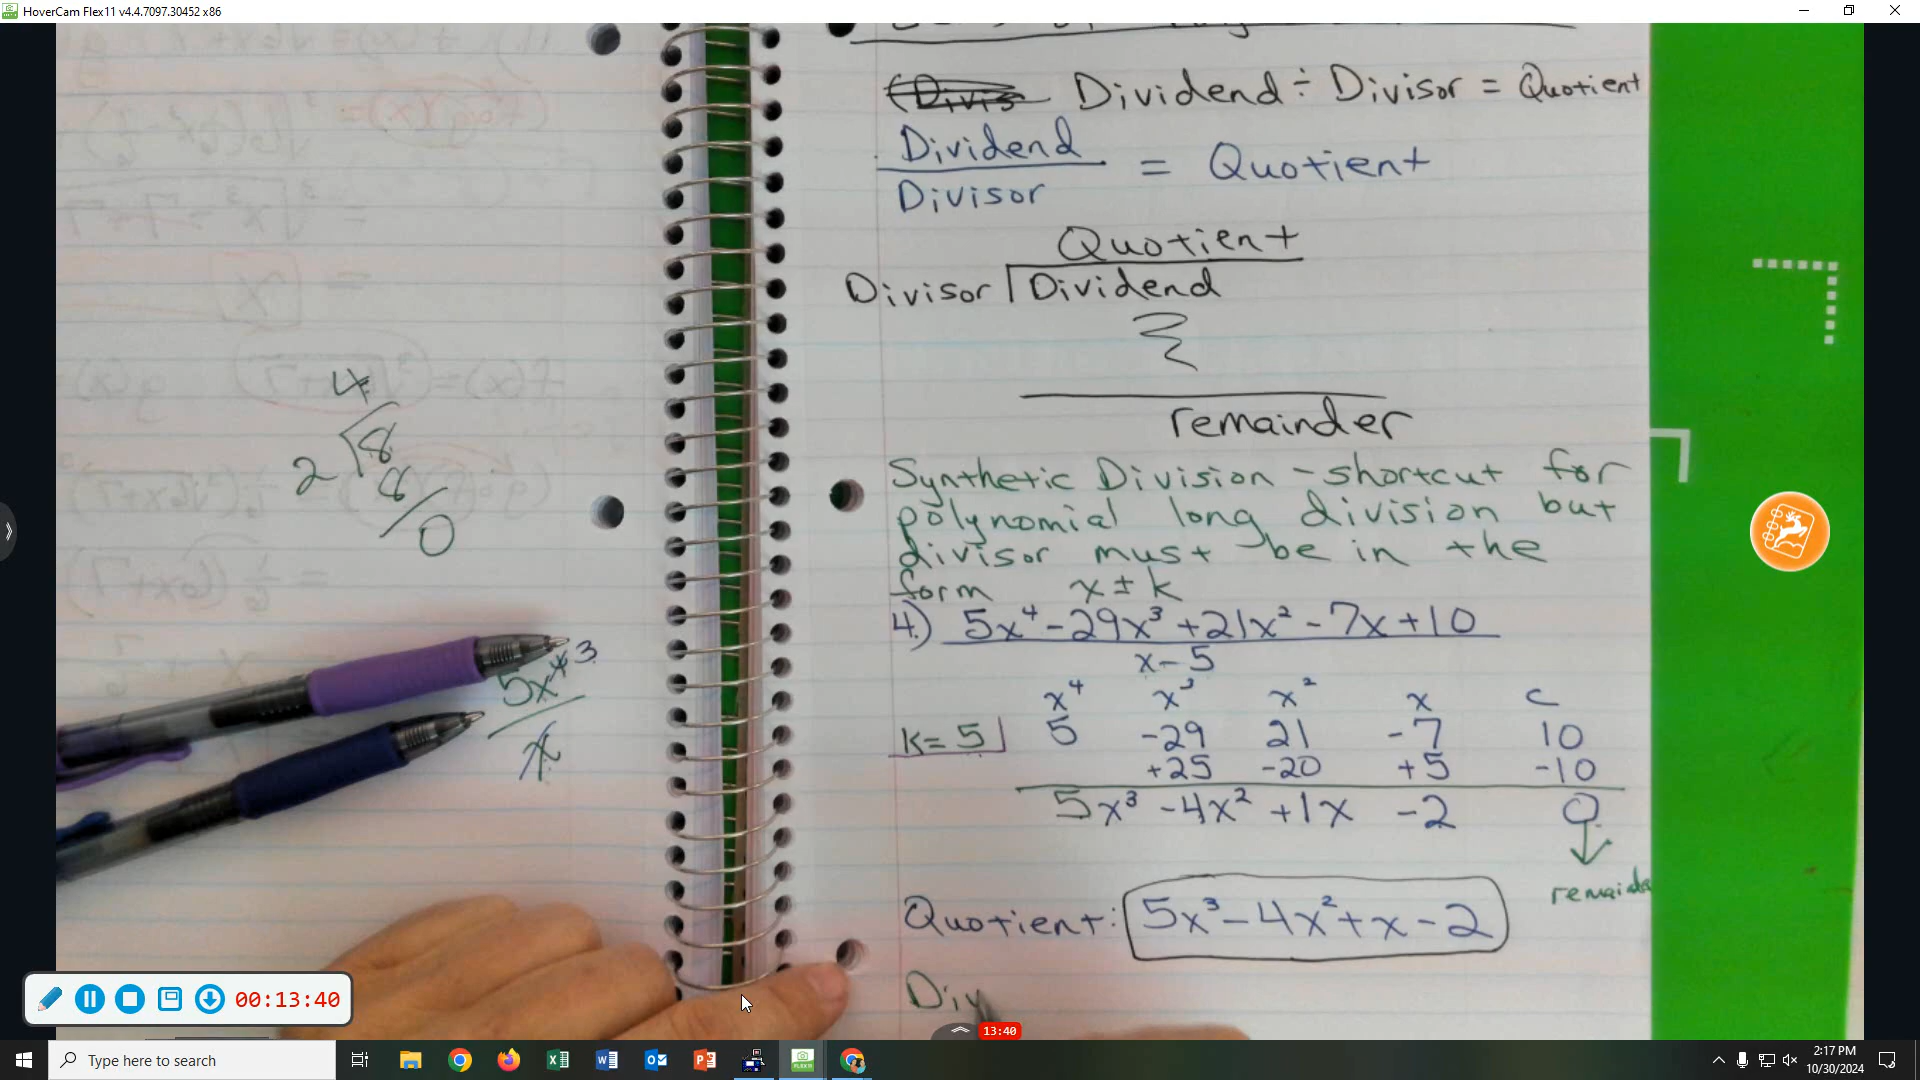 HoverCam Flex11 v4.4.7097.30452 x86
Dividend ÷ Divisor = Quotient
Dividend
= Quotient
Divisor
Quotient
Divisor Dividend
remainder
Synthetic Division - shortcut for
polynomial long division but
divisor must be in the
form x ± k
4.) 5x⁴ - 29x³ + 21x² - 7x + 10
x - 5
x⁴ x³ x² x c
k = 5 5 -29 21 -7 10
+25 -20 +5 -10
5x³ -4x² +1x -2 0
Quotient: 5x³ - 4x² + x - 2
Div
4
2 8
8
0
5x⁴ 3
x
00:13:40
13:40
Type here to search
2:17 PM
10/30/2024